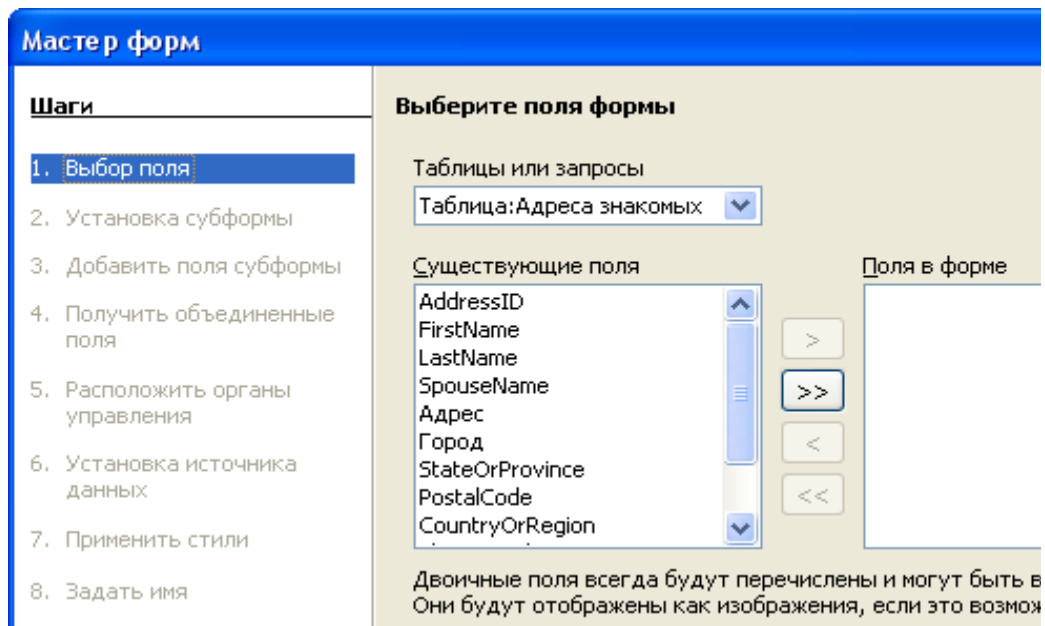 Мастер форм
Шаги
1. Выбор поля
2. Установка субформы
3. Добавить поля субформы
4. Получить объединенные
поля
5. Расположить органы
управления
6. Установка источника
данных
7. Применить стили
8. Задать имя
Выберите поля формы
Таблицы или запросы
Таблица:Адреса знакомых
Существующие поля
AddressID
FirstName
LastName
SpouseName
Адрес
Город
StateOrProvince
PostalCode
CountryOrRegion
>
>>
<
<<
Поля в форме
Двоичные поля всегда будут перечислены и могут быть в
Они будут отображены как изображения, если это возмож